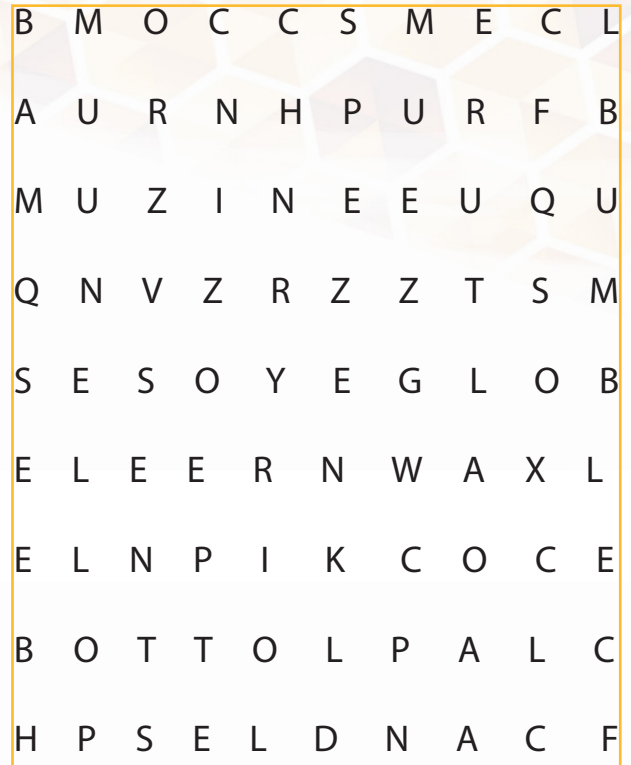 B M O C C S M E C L
A U R N H P U R F B
M U Z I N E E U Q U
Q N V Z R Z Z T S M
S E S O Y E G L O B
E L E E R N W A X L
E L N P I K C O C E
B O T T O L P A L C
H P S E L D N A C F